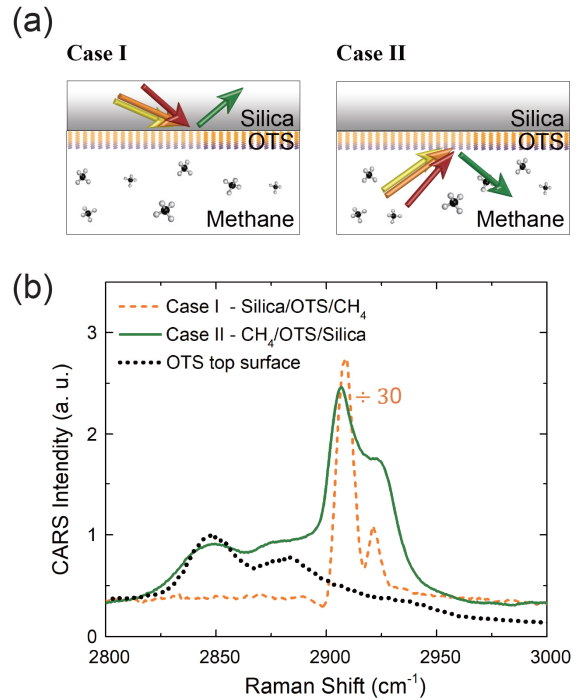 (a)
Case I
Case II
Silica
OTS
Methane
Silica
OTS
Methane
(b)
Case I - Silica/OTS/CH4
Case II - CH4/OTS/Silica
OTS top surface
÷ 30
3
2
1
0
CARS Intendity (a. u.)
2800
2850
2900
2950
3000
Raman Shift (cm-1)